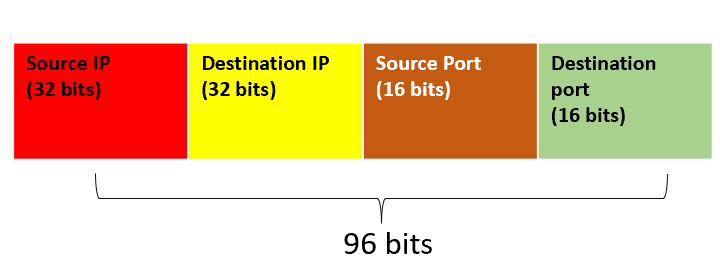 Source IP
(32 bits)
Destination IP
(32 bits)
Source Port
(16 bits)
Destination
port
(16 bits)
96 bits